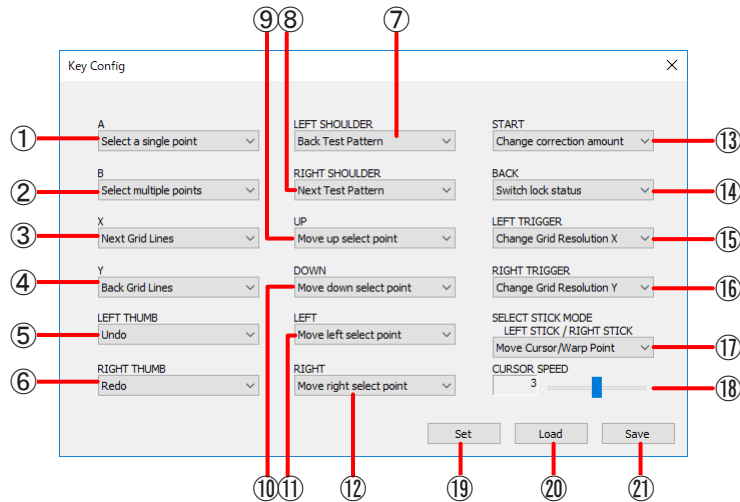 ⑨⑧ ⑦
Key Config
① A
Select a single point
② B
Select multiple points
③ X
Next Grid Lines
④ Y
Back Grid Lines
⑤ LEFT THUMB
Undo
⑥ RIGHT THUMB
Redo
LEFT SHOULDER
Back Test Pattern
RIGHT SHOULDER
Next Test Pattern
UP
Move up select point
DOWN
Move down select point
LEFT
Move left select point
RIGHT
Move right select point
START
Change correction amount ⑬
BACK
Switch lock status ⑭
LEFT TRIGGER
Change Grid Resolution X ⑮
RIGHT TRIGGER
Change Grid Resolution Y ⑯
SELECT STICK MODE
LEFT STICK / RIGHT STICK
Move Cursor/Warp Point ⑰
CURSOR SPEED
3 ⑱
Set Load Save
⑩ ⑪ ⑫ ⑲ ⑳ ㉑